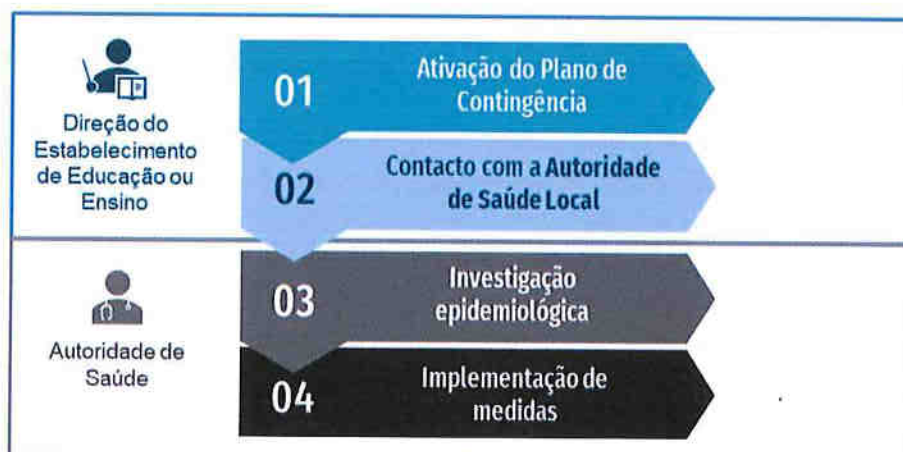 Direção do
Estabelecimento
de Educação ou
Ensino
01
Ativação do Plano de
Contingência
02
Contacto com a Autoridade
de Saúde Local
Autoridade de
Saúde
03
Investigação
epidemiológica
04
Implementação de
medidas